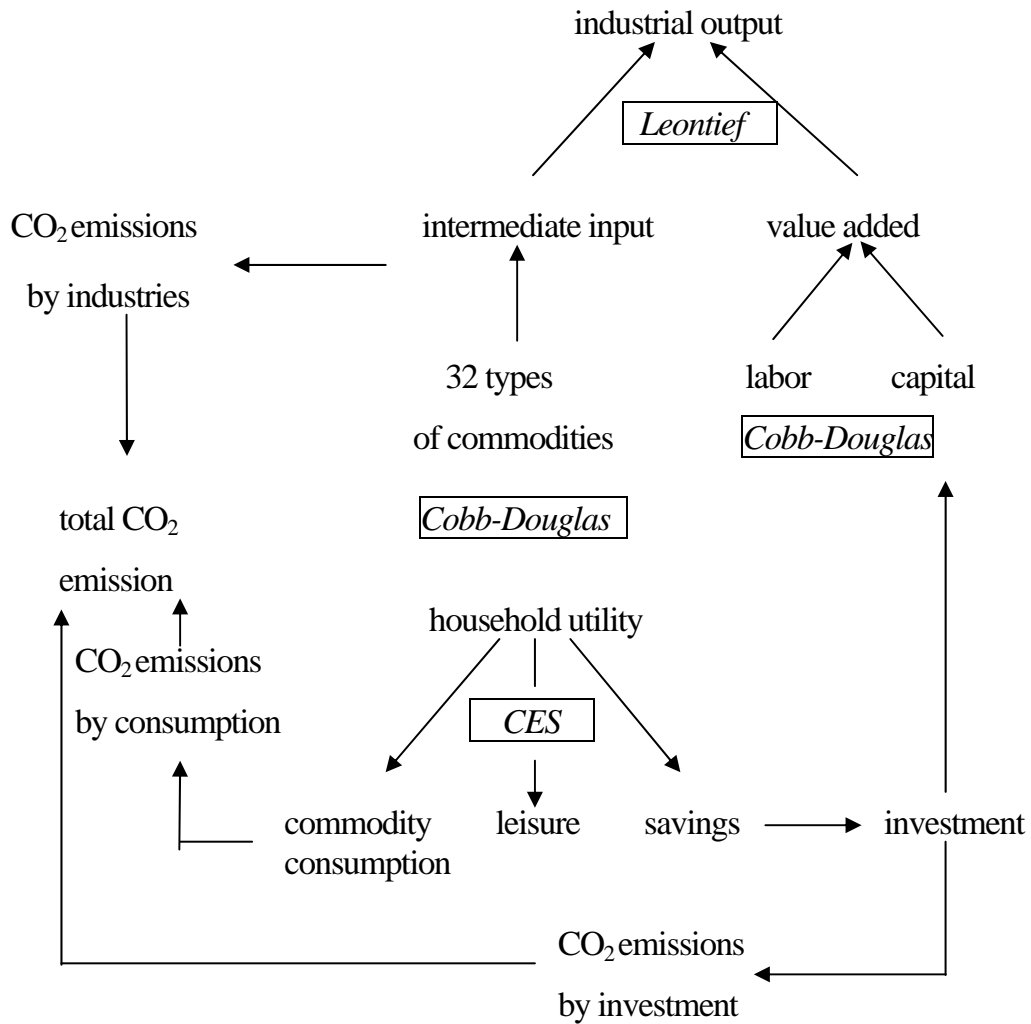 industrial output
Leontief
CO₂ emissions
by industries
intermediate input
value added
32 types
of commodities
labor
capital
Cobb-Douglas
total CO₂
emission
Cobb-Douglas
household utility
CO₂ emissions
by consumption
CES
commodity
consumption
leisure
savings
investment
CO₂ emissions
by investment